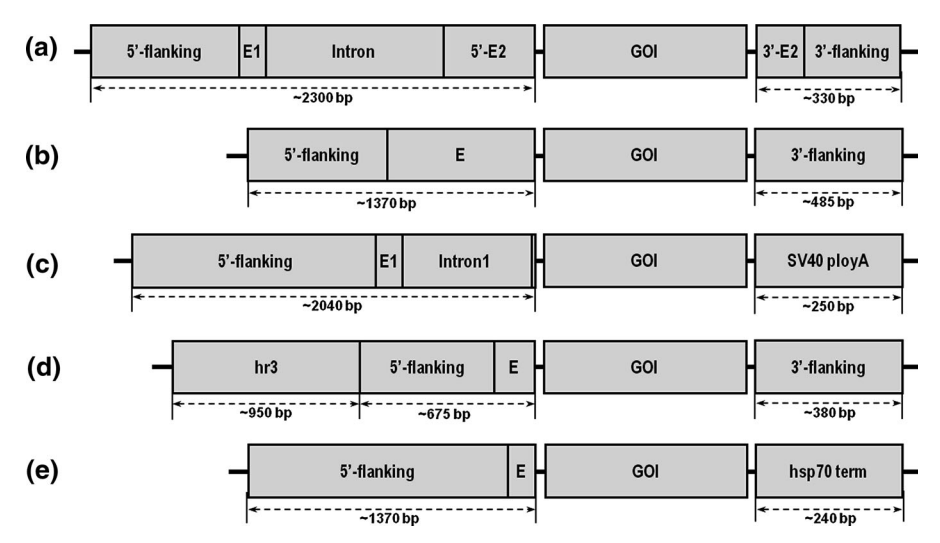 (a) 5’-flanking E1 Intron 5’-E2 GOI 3’-E2 3’-flanking
~2300 bp ~330 bp
(b) 5’-flanking E GOI 3’-flanking
~1370 bp ~485 bp
(c) 5’-flanking E1 Intron1 GOI SV40 ployA
~2040 bp ~250 bp
(d) hr3 5’-flanking E GOI 3’-flanking
~950 bp ~675 bp ~380 bp
(e) 5’-flanking E GOI hsp70 term
~1370 bp ~240 bp